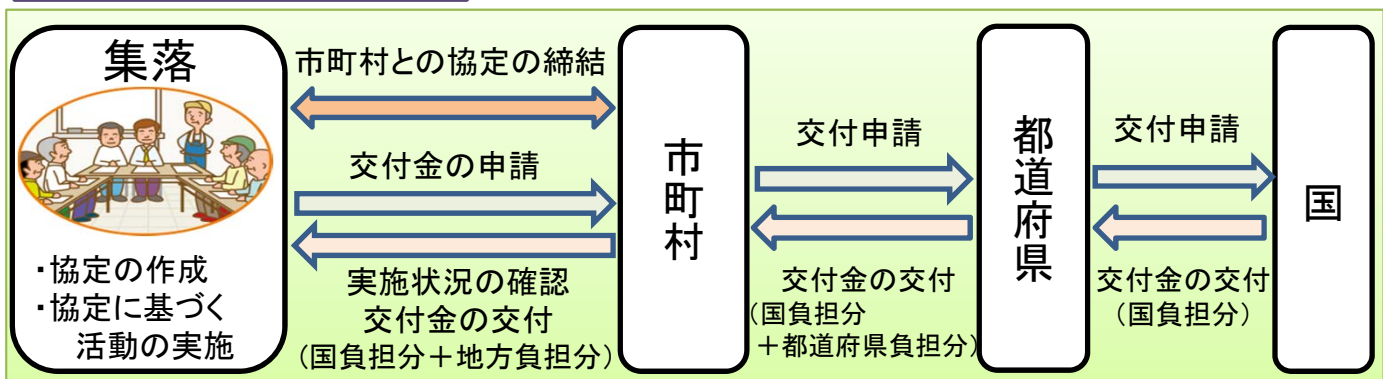 集落
・協定の作成
・協定に基づく
活動の実施
市町村との協定の締結
交付金の申請
実施状況の確認
交付金の交付
（国負担分＋地方負担分）
市町村
交付申請
交付金の交付
（国負担分
＋都道府県負担分）
都道府県
交付申請
交付金の交付
（国負担分）
国